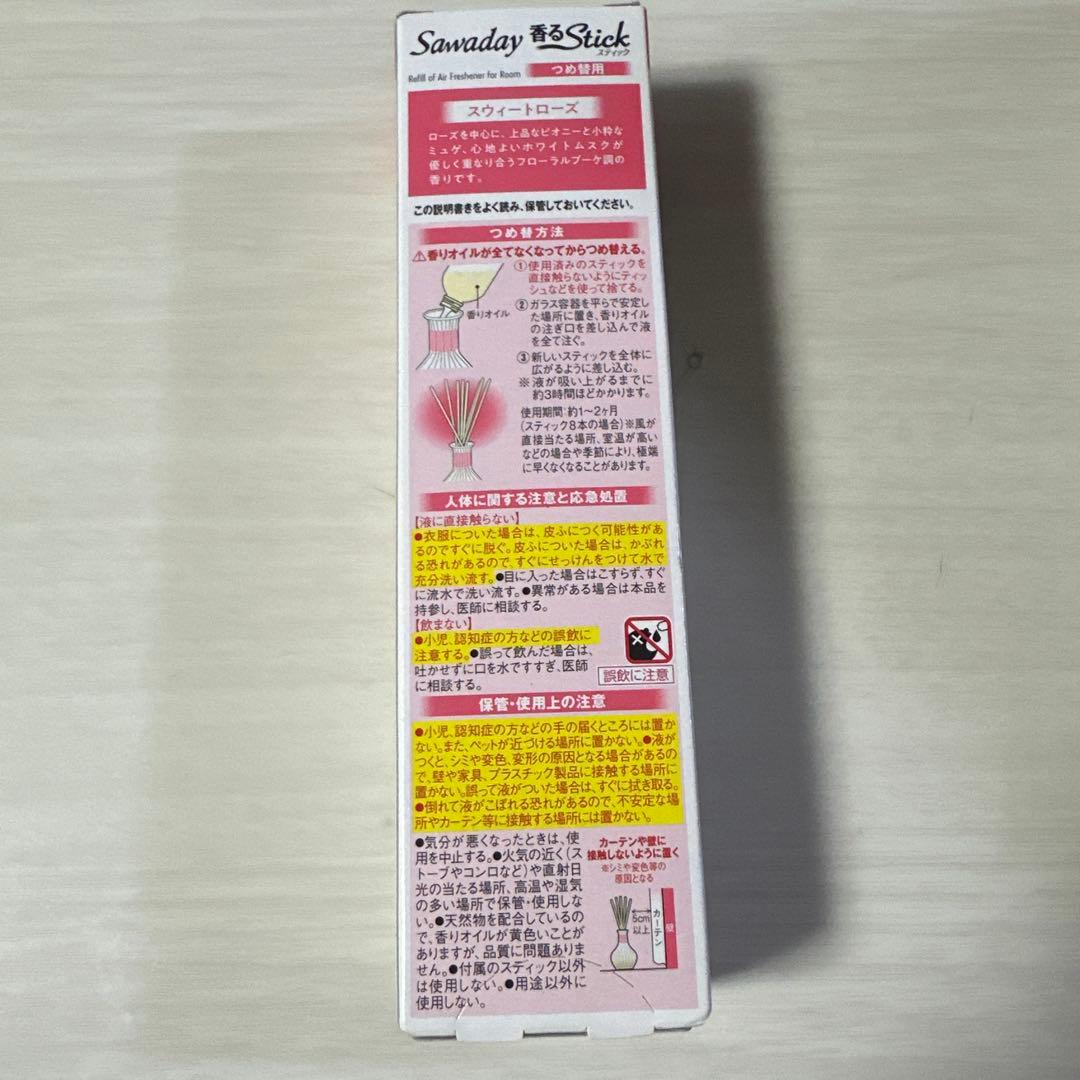 Sawaday 香るStick
スティック
Refill of Air Freshener for Room つめ替用
スウィートローズ
ローズを中心に、上品なピオニーと小粋な
ミュゲ、心地よいホワイトムスクが
優しく重なり合うフローラルブーケ調の
香りです。
この説明書きをよく読み、保管しておいてください。
つめ替方法
⚠香りオイルが全てなくなってからつめ替える。
①使用済みのスティックを
直接触らないようにティッ
シュなどを使って捨てる。
香りオイル
②ガラス容器を平らで安定し
た場所に置き、香りオイル
の注ぎ口を差し込んで液
を全て注ぐ。
③新しいスティックを全体に
広がるように差し込む。
※液が吸い上がるまでに
約3時間ほどかかります。
使用期間:約1〜2ヶ月
(スティック8本の場合)※風が
直接当たる場所、室温が高い
などの場合や季節により、極端
に早くなくなることがあります。
人体に関する注意と応急処置
【液に直接触らない】
●衣服についた場合は、皮ふにつく可能性があ
るのですぐに脱ぐ。皮ふについた場合は、かぶれ
る恐れがあるので、すぐにせっけんをつけて水で
充分洗い流す。●目に入った場合はこすらず、すぐ
に流水で洗い流す。●異常がある場合は本品を
持参し、医師に相談する。
【飲まない】
●小児、認知症の方などの誤飲に
注意する。●誤って飲んだ場合は、
吐かせずに口を水ですすぎ、医師
に相談する。
誤飲に注意
保管・使用上の注意
●小児、認知症の方などの手の届くところには置か
ない。また、ペットが近づける場所に置かない。●液が
つくと、シミや変色、変形の原因となる場合があるの
で、壁や家具、プラスチック製品に接触する場所に
置かない。誤って液がついた場合は、すぐに拭き取る。
●倒れて液がこぼれる恐れがあるので、不安定な場
所やカーテン等に接触する場所には置かない。
●気分が悪くなったときは、使
用を中止する。●火気の近く(ス
トーブやコンロなど)や直射日
光の当たる場所、高温や湿気
の多い場所で保管・使用しな
い。●天然物を配合しているの
で、香りオイルが黄色いことが
ありますが、品質に問題ありま
せん。●付属のスティック以外
は使用しない。●用途以外に
使用しない。
カーテンや壁に
接触しないように置く
※シミや変色等の
原因となる
5cm
以上
カーテン
壁